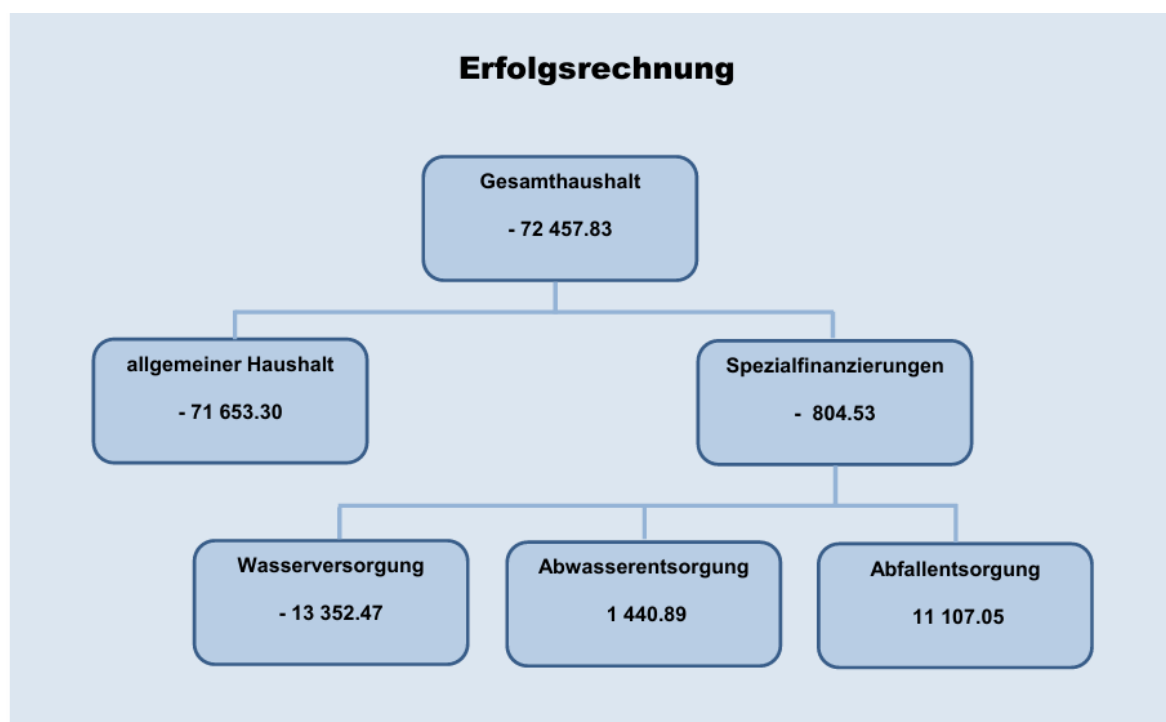 Erfolgsrechnung
Gesamthaushalt
- 72 457.83
allgemeiner Haushalt
- 71 653.30
Spezialfinanzierungen
- 804.53
Wasserversorgung
- 13 352.47
Abwasserentsorgung
1 440.89
Abfallentsorgung
11 107.05